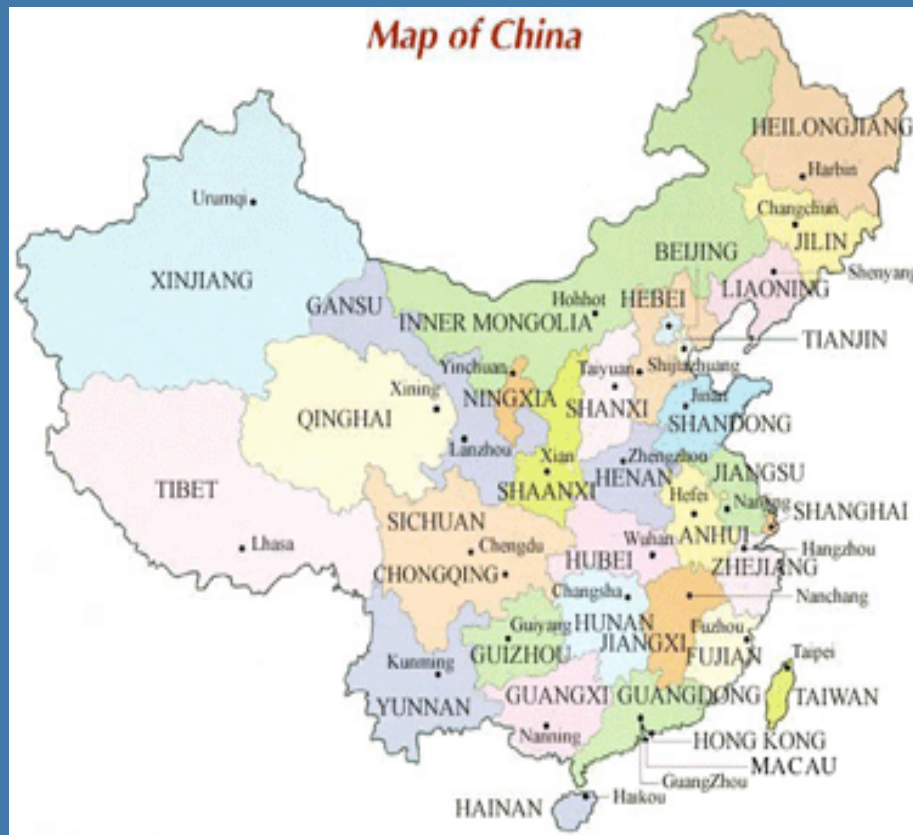 Map of China
HEILONGJIANG
Harbin
Urumqi
Changchun
JILIN
BEIJING
Shenyang
XINJIANG
LIAONING
GANSU
Hohhot
HEBEI
INNER MONGOLIA
TIANJIN
Yinchuan
Taiyuan
Shijiazhuang
Xining
NINGXIA
SHANXI
Jinan
QINGHAI
SHANDONG
Lanzhou
Xian
Zhengzhou
JIANGSU
TIBET
SHAANXI
HENAN
Hefei
Nanjing
SHANGHAI
SICHUAN
ANHUI
Lhasa
Chengdu
HUBEI
Wuhan
Hangzhou
ZHEJIANG
CHONGQING
Changsha
Nanchang
HUNAN
Guiyang
JIANGXI
Fuzhou
GUIZHOU
FUJIAN
Taipei
Kunming
YUNNAN
GUANGXI
GUANGDONG
TAIWAN
Nanning
HONG KONG
MACAU
GuangZhou
HAINAN
Haikou